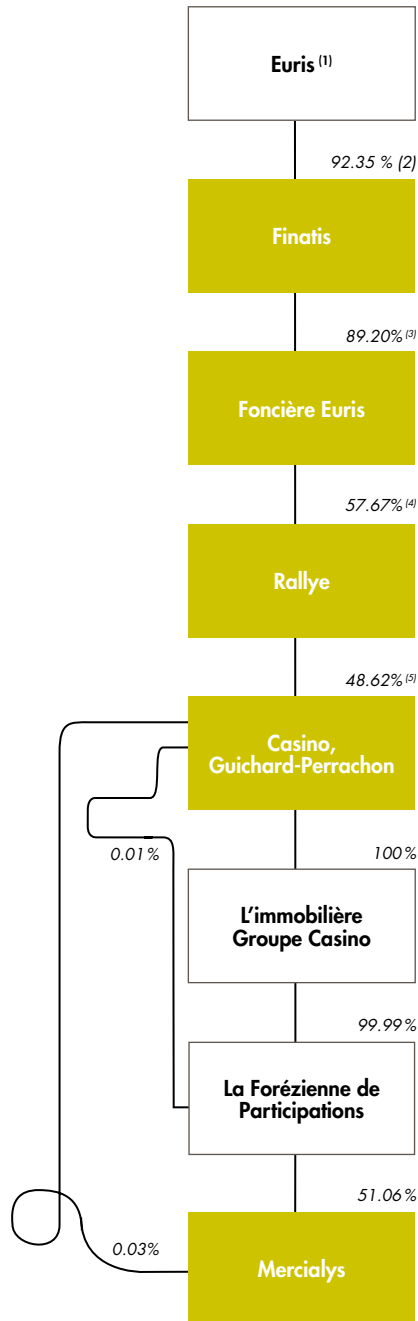 Euris (1)
92.35 % (2)
Finatis
89.20% (3)
Foncière Euris
57.67% (4)
Rallye
48.62% (5)
Casino,
Guichard-Perrachon
0.01%
100%
L’immobilière
Groupe Casino
99.99%
La Forézienne de
Participations
51.06%
0.03%
Mercialys